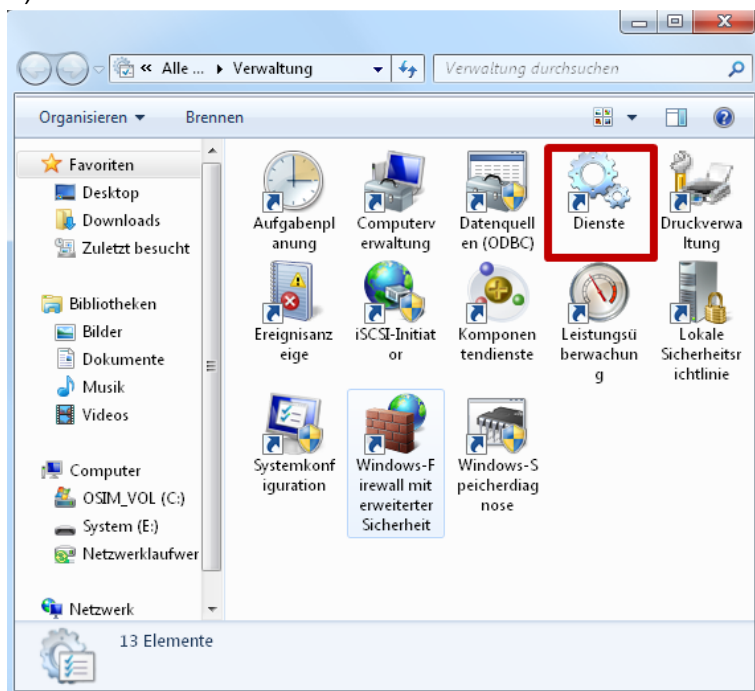 « Alle ... ▸ Verwaltung
Verwaltung durchsuchen
Organisieren
Brennen
Favoriten
Desktop
Downloads
Zuletzt besucht
Bibliotheken
Bilder
Dokumente
Musik
Videos
Computer
OSIM_VOL (C:)
System (E:)
Netzwerklaufwer
Netzwerk
Aufgabenpl
anung
Computerv
erwaltung
Datenquell
en (ODBC)
Dienste
Druckverwa
ltung
Ereignisanz
eige
iSCSI-Initiat
or
Komponen
tendienste
Leistungsü
berwachun
g
Lokale
Sicherheitsr
ichtlinie
Systemkonf
iguration
Windows-F
irewall mit
erweiterter
Sicherheit
Windows-S
peicherdiag
nose
13 Elemente